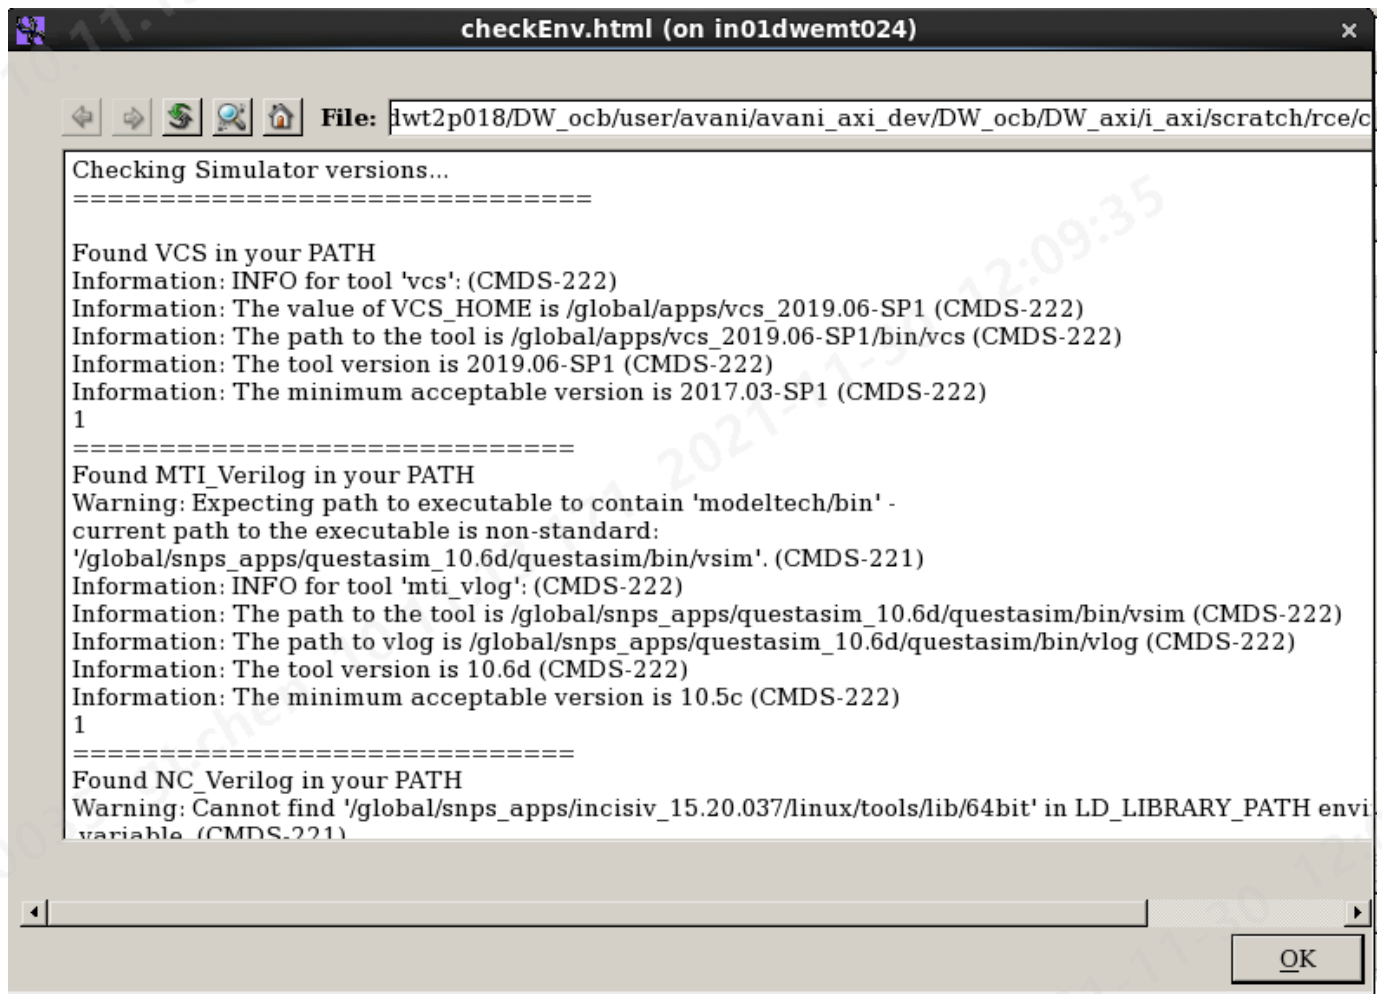 checkEnv.html (on in01dwemt024)
File: dwt2p018/DW_ocb/user/avani/avani_axi_dev/DW_ocb/DW_axi/i_axi/scratch/rce/c
Checking Simulator versions...
==============================
Found VCS in your PATH
Information: INFO for tool 'vcs': (CMDS-222)
Information: The value of VCS_HOME is /global/apps/vcs_2019.06-SP1 (CMDS-222)
Information: The path to the tool is /global/apps/vcs_2019.06-SP1/bin/vcs (CMDS-222)
Information: The tool version is 2019.06-SP1 (CMDS-222)
Information: The minimum acceptable version is 2017.03-SP1 (CMDS-222)
1
=============================
Found MTI_Verilog in your PATH
Warning: Expecting path to executable to contain 'modeltech/bin' -
current path to the executable is non-standard:
'/global/snps_apps/questasim_10.6d/questasim/bin/vsim'. (CMDS-221)
Information: INFO for tool 'mti_vlog': (CMDS-222)
Information: The path to the tool is /global/snps_apps/questasim_10.6d/questasim/bin/vsim (CMDS-222)
Information: The path to vlog is /global/snps_apps/questasim_10.6d/questasim/bin/vlog (CMDS-222)
Information: The tool version is 10.6d (CMDS-222)
Information: The minimum acceptable version is 10.5c (CMDS-222)
1
=============================
Found NC_Verilog in your PATH
Warning: Cannot find '/global/snps_apps/incisiv_15.20.037/linux/tools/lib/64bit' in LD_LIBRARY_PATH envi
variable. (CMDS-221)
OK
2021-11-30 12:09:35